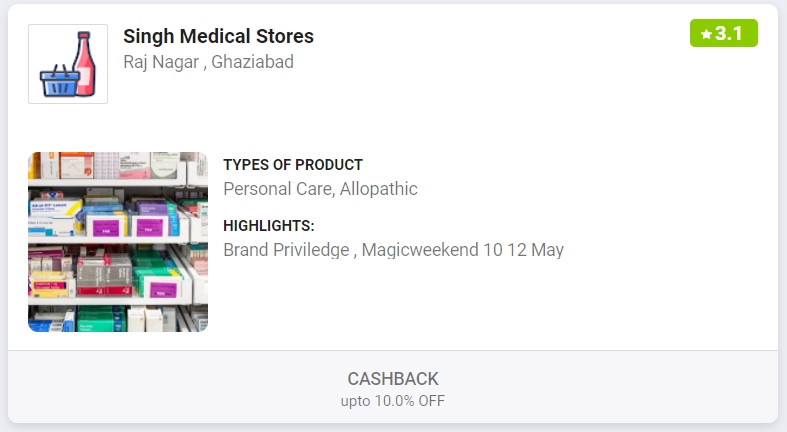 Singh Medical Stores
3.1
Raj Nagar , Ghaziabad
TYPES OF PRODUCT
Personal Care, Allopathic
HIGHLIGHTS:
Brand Priviledge , Magicweekend 10 12 May
CASHBACK
upto 10.0% OFF